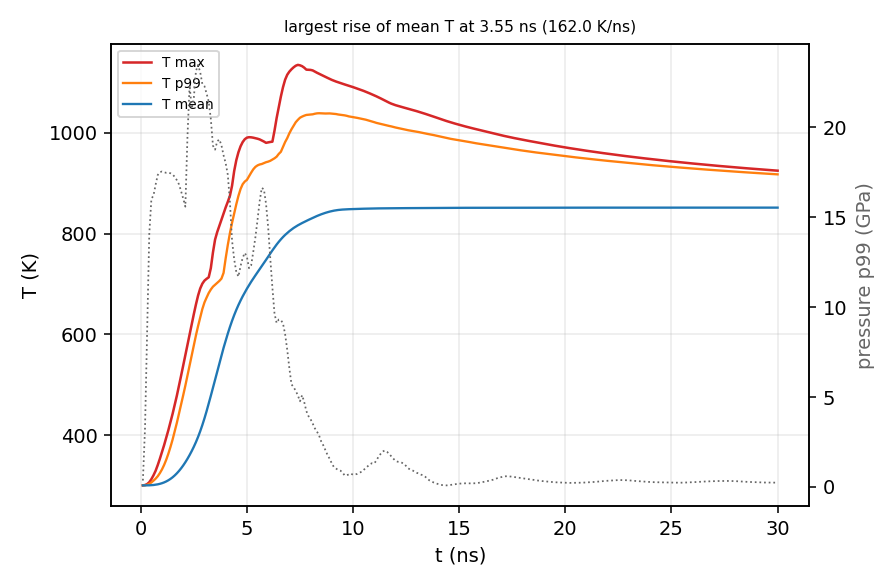 largest rise of mean T at 3.55 ns (162.0 K/ns)
T max
T p99
T mean
1000
800
600
400
T (K)
20
15
10
5
0
pressure p99 (GPa)
0 5 10 15 20 25 30
t (ns)